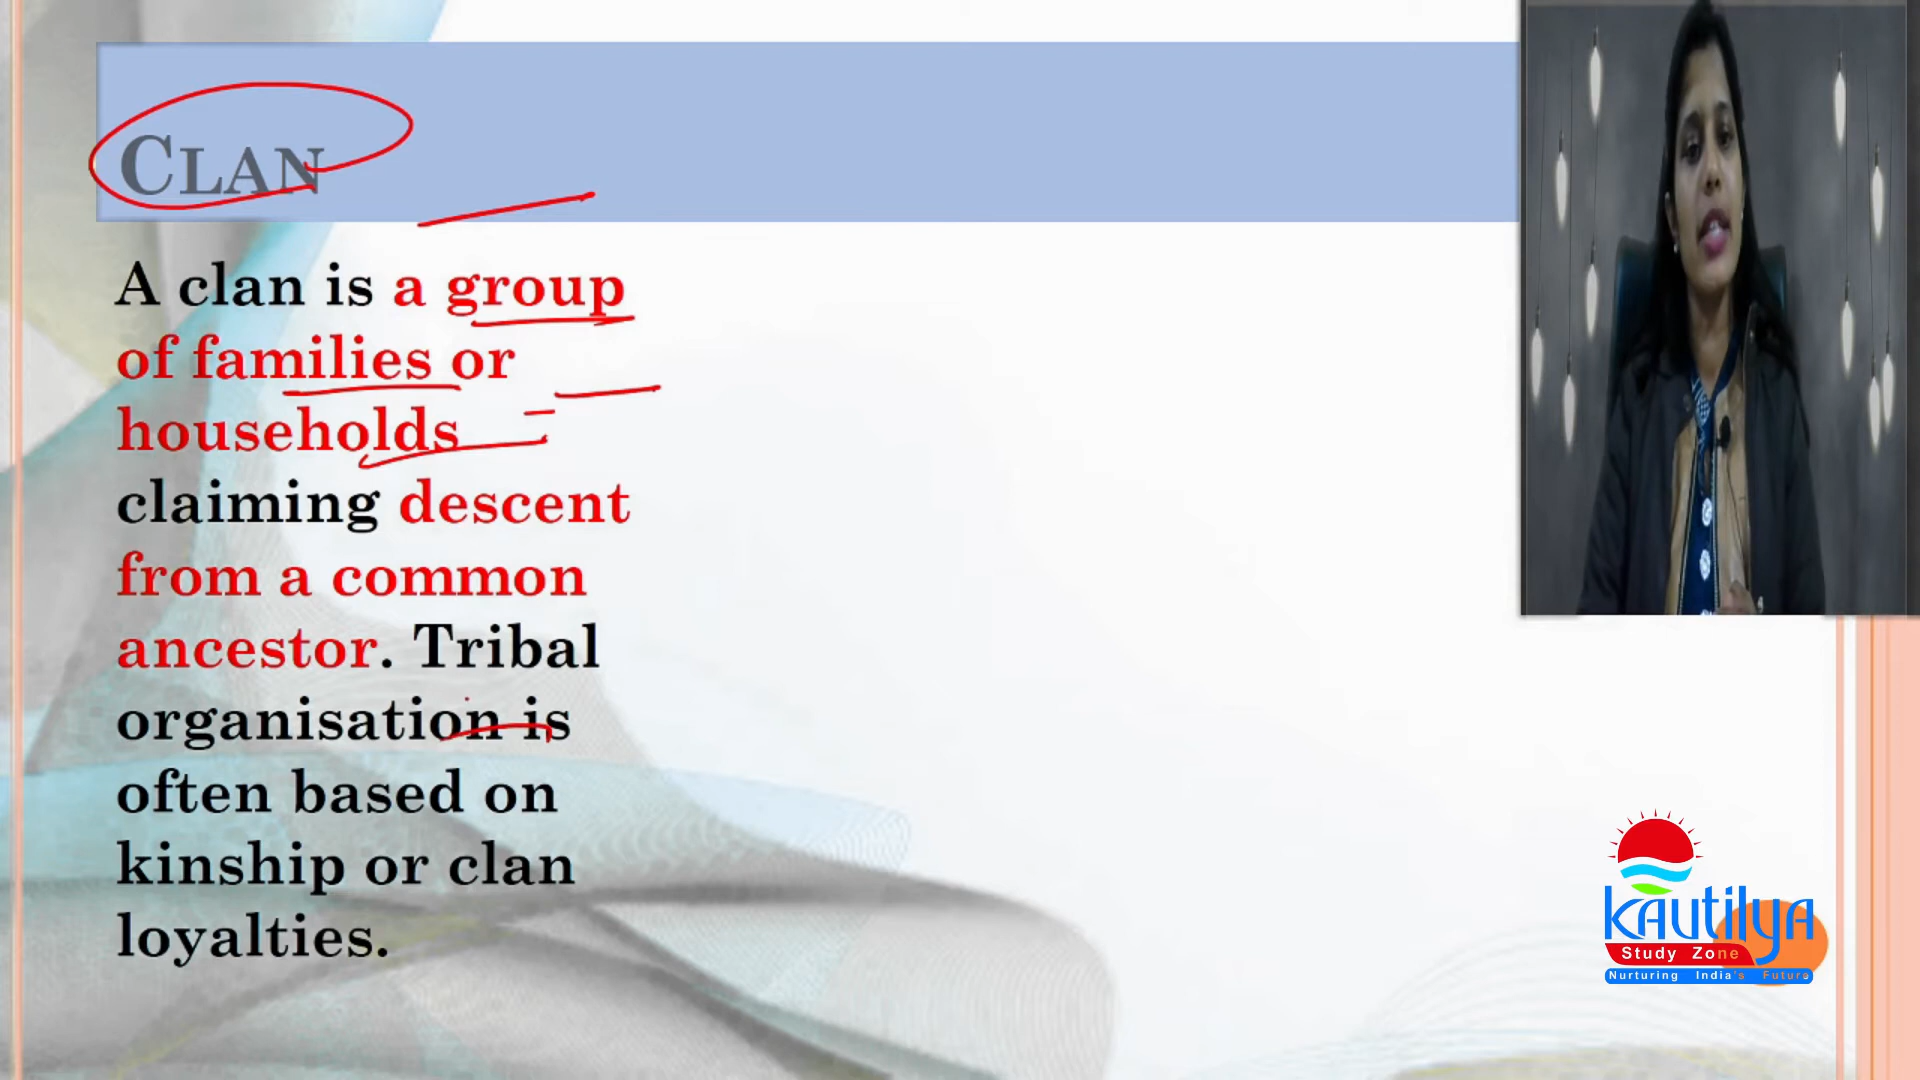 CLAN
A clan is a group
of families or
households
claiming descent
from a common
ancestor. Tribal
organisation is
often based on
kinship or clan
loyalties.
kautilya
Study Zone
Nurturing India's Future